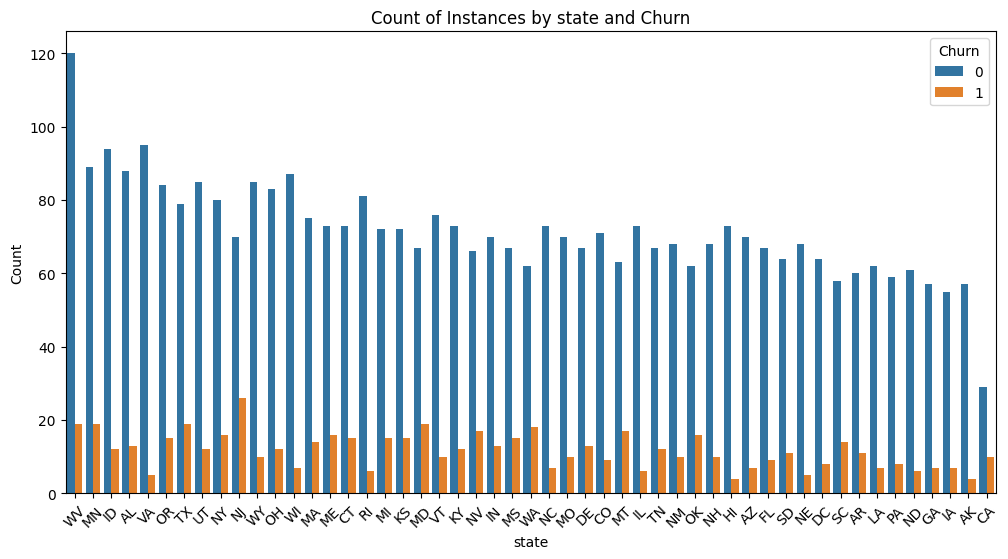 Count of Instances by state and Churn
Churn
0
1
120
100
80
60
40
20
0
Count
WV MN ID AL VA OR TX UT NY NJ WY OH WI MA ME CT RI MI KS MD VT KY NV IN MS WA NC MO DE CO MT IL TN NM OK NH HI AZ FL SD NE DC SC AR LA PA ND GA IA AK CA
state